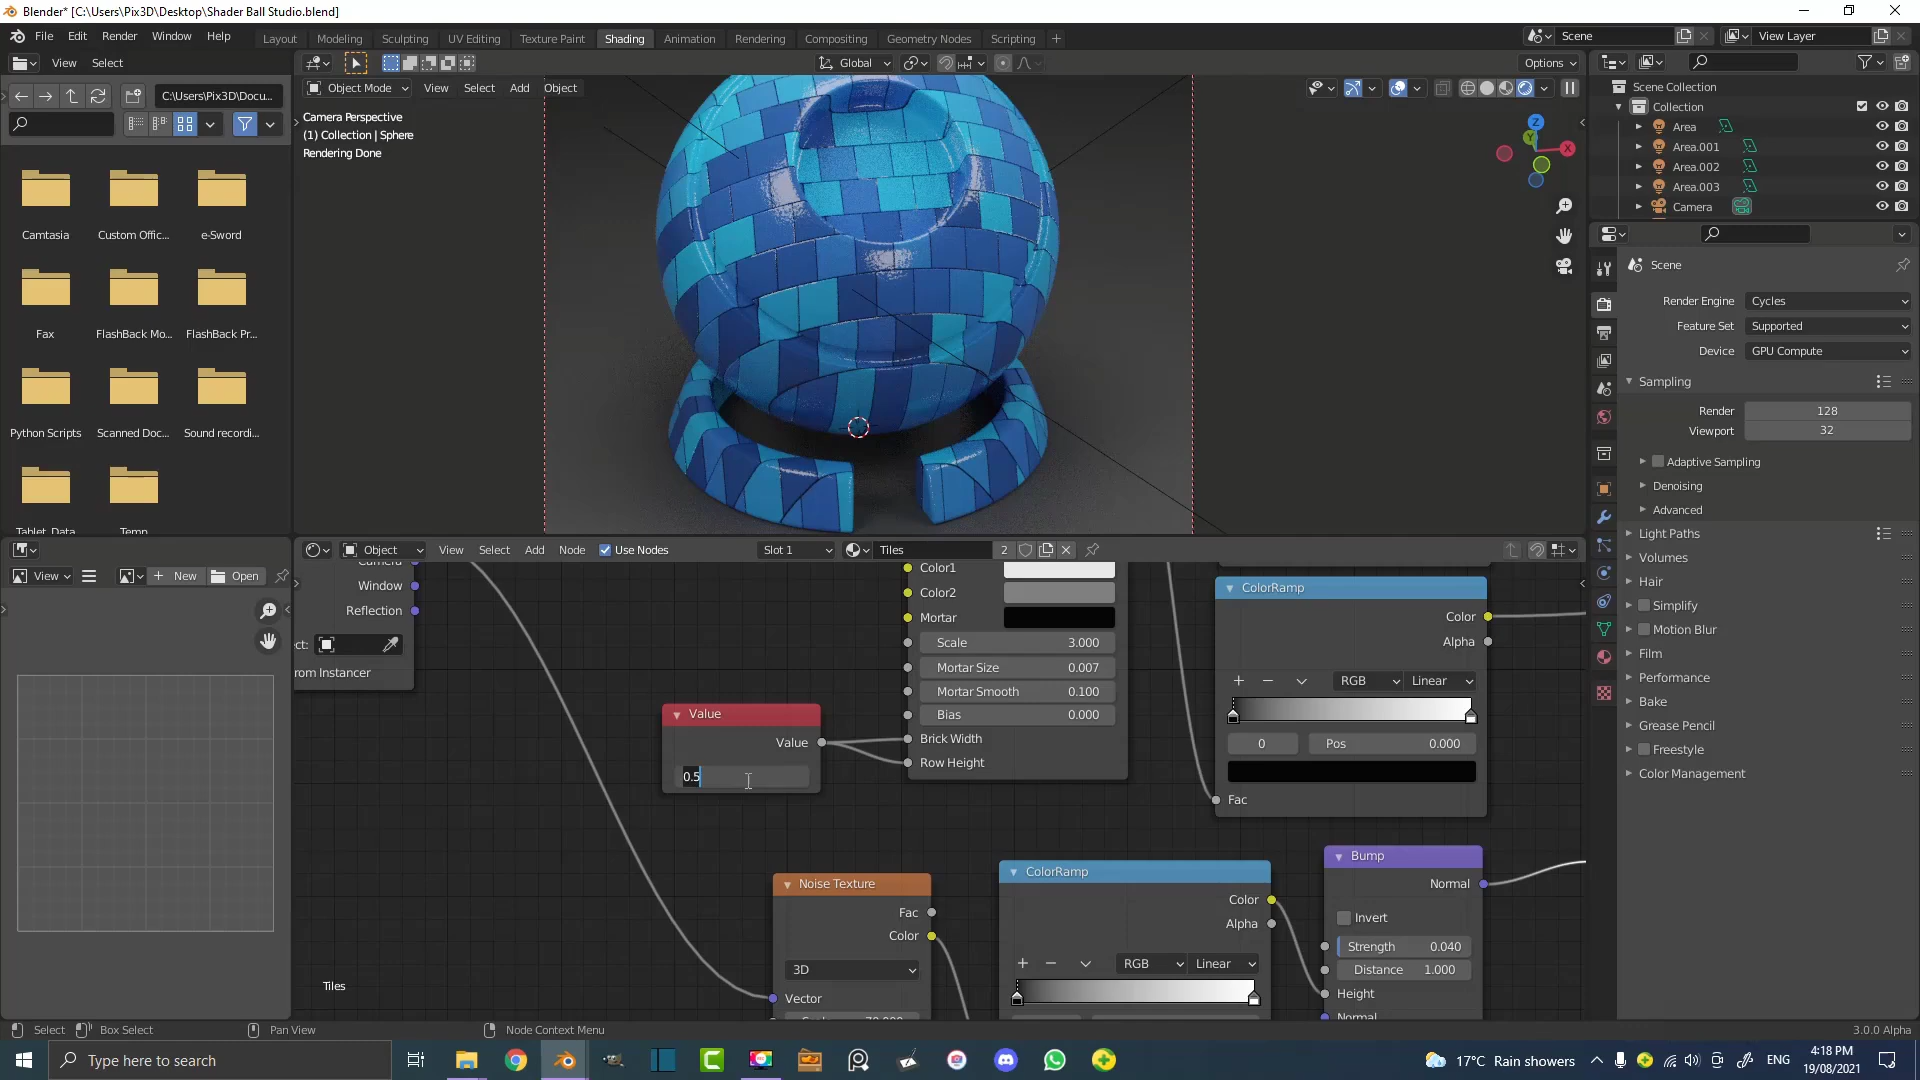 Blender* [C:\Users\Pix3D\Desktop\Shader Ball Studio.blend]
File Edit Render Window Help
Layout Modeling Sculpting UV Editing Texture Paint Shading Animation Rendering Compositing Geometry Nodes Scripting
Scene
View Layer
View Select
Global
Options
C:\Users\Pix3D\Docu...
Object Mode View Select Add Object
Camera Perspective
(1) Collection | Sphere
Rendering Done
Z
Y
X
Scene Collection
Collection
Area
Area.001
Area.002
Area.003
Camera
Camtasia Custom Offic... e-Sword
Fax FlashBack Mo... FlashBack Pr...
Python Scripts Scanned Doc... Sound recordi...
Tablet Data Temp
Scene
Render Engine Cycles
Feature Set Supported
Device GPU Compute
Sampling
Render 128
Viewport 32
Adaptive Sampling
Denoising
Advanced
Light Paths
Volumes
Hair
Simplify
Motion Blur
Film
Performance
Bake
Grease Pencil
Freestyle
Color Management
Object View Select Add Node Use Nodes Slot 1 Tiles 2
View New Open
Camera
Window
Reflection
ct:
rom Instancer
Value
Value
0.5
Color1
Color2
Mortar
Scale 3.000
Mortar Size 0.007
Mortar Smooth 0.100
Bias 0.000
Brick Width
Row Height
ColorRamp
Color
Alpha
RGB Linear
0 Pos 0.000
Fac
Noise Texture
Fac
Color
3D
Vector
ColorRamp
Color
Alpha
RGB Linear
Bump
Normal
Invert
Strength 0.040
Distance 1.000
Height
Normal
Tiles
Select Box Select Pan View Node Context Menu 3.0.0 Alpha
Type here to search
17°C Rain showers
ENG
4:18 PM
19/08/2021